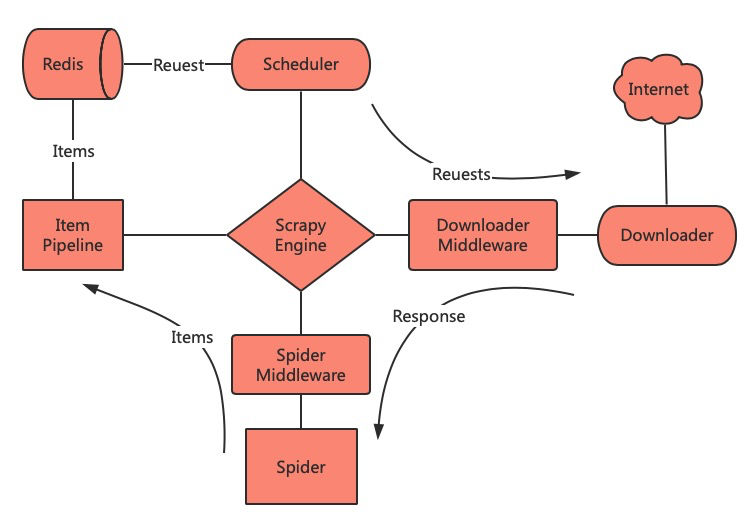 Redis
Reuest
Scheduler
Internet
Items
Reuests
Item
Pipeline
Scrapy
Engine
Downloader
Middleware
Downloader
Response
Items
Spider
Middleware
Spider